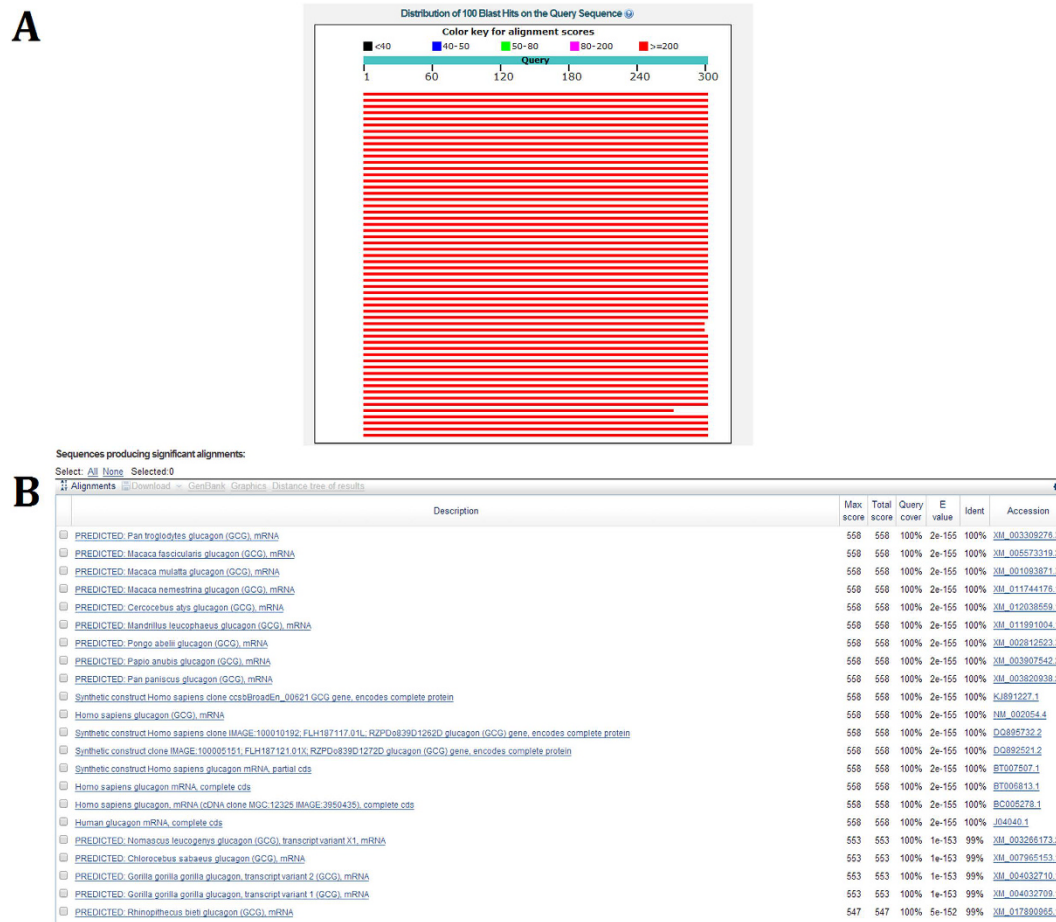 A
Distribution of 100 Blast Hits on the Query Sequence
Color key for alignment scores
<40 40-50 50-80 80-200 >=200
Query
1 60 120 180 240 300
Sequences producing significant alignments:
Select: All None Selected:0
B
Alignments Download GenBank Graphics Distance tree of results
Description Max score Total score Query cover E value Ident Accession
PREDICTED: Pan troglodytes glucagon (GCG), mRNA 558 558 100% 2e-155 100% XM_003309276.
PREDICTED: Macaca fascicularis glucagon (GCG), mRNA 558 558 100% 2e-155 100% XM_005573319.
PREDICTED: Macaca mulatta glucagon (GCG), mRNA 558 558 100% 2e-155 100% XM_001093871.
PREDICTED: Macaca nemestrina glucagon (GCG), mRNA 558 558 100% 2e-155 100% XM_011744176.
PREDICTED: Cercocebus atys glucagon (GCG), mRNA 558 558 100% 2e-155 100% XM_012038559.
PREDICTED: Mandrillus leucophaeus glucagon (GCG), mRNA 558 558 100% 2e-155 100% XM_011991004.
PREDICTED: Pongo abelii glucagon (GCG), mRNA 558 558 100% 2e-155 100% XM_002812523.
PREDICTED: Papio anubis glucagon (GCG), mRNA 558 558 100% 2e-155 100% XM_003907542.
PREDICTED: Pan paniscus glucagon (GCG), mRNA 558 558 100% 2e-155 100% XM_003820938.
Synthetic construct Homo sapiens clone ccsbBroadEn_00621 GCG gene, encodes complete protein 558 558 100% 2e-155 100% KJ891227.1
Homo sapiens glucagon (GCG), mRNA 558 558 100% 2e-155 100% NM_002054.4
Synthetic construct Homo sapiens clone IMAGE:100010192; FLH187117.01L; RZPDo839D1262D glucagon (GCG) gene, encodes complete protein 558 558 100% 2e-155 100% DQ895732.2
Synthetic construct clone IMAGE:100005151; FLH187121.01X; RZPDo839D1272D glucagon (GCG) gene, encodes complete protein 558 558 100% 2e-155 100% DQ892521.2
Synthetic construct Homo sapiens glucagon mRNA, partial cds 558 558 100% 2e-155 100% BT007507.1
Homo sapiens glucagon mRNA, complete cds 558 558 100% 2e-155 100% BT006813.1
Homo sapiens glucagon, mRNA (cDNA clone MGC:12325 IMAGE:3950435), complete cds 558 558 100% 2e-155 100% BC005278.1
Human glucagon mRNA, complete cds 558 558 100% 2e-155 100% J04040.1
PREDICTED: Nomascus leucogenys glucagon (GCG), transcript variant X1, mRNA 553 553 100% 1e-153 99% XM_003266173.
PREDICTED: Chlorocebus sabaeus glucagon (GCG), mRNA 553 553 100% 1e-153 99% XM_007965153.
PREDICTED: Gorilla gorilla gorilla glucagon (GCG), transcript variant 2 (GCG), mRNA 553 553 100% 1e-153 99% XM_004032710.
PREDICTED: Gorilla gorilla gorilla glucagon, transcript variant 1 (GCG), mRNA 553 553 100% 1e-153 99% XM_004032709.
PREDICTED: Rhinopithecus bieti glucagon (GCG), mRNA 547 547 100% 5e-152 99% XM_017890965.